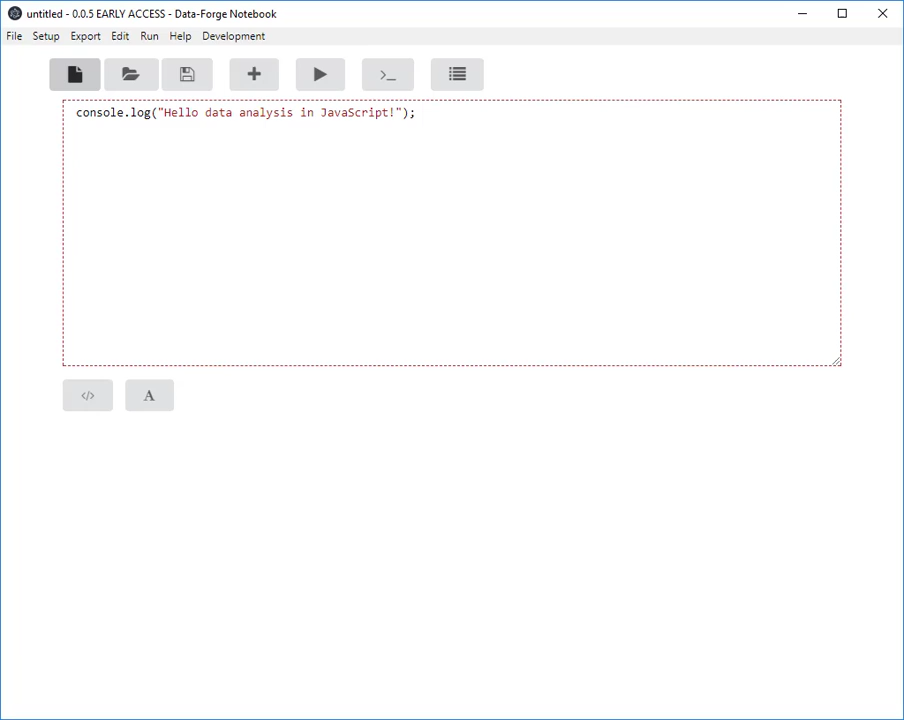 untitled - 0.0.5 EARLY ACCESS - Data-Forge Notebook
File Setup Export Edit Run Help Development
console.log("Hello data analysis in JavaScript!");
</> A